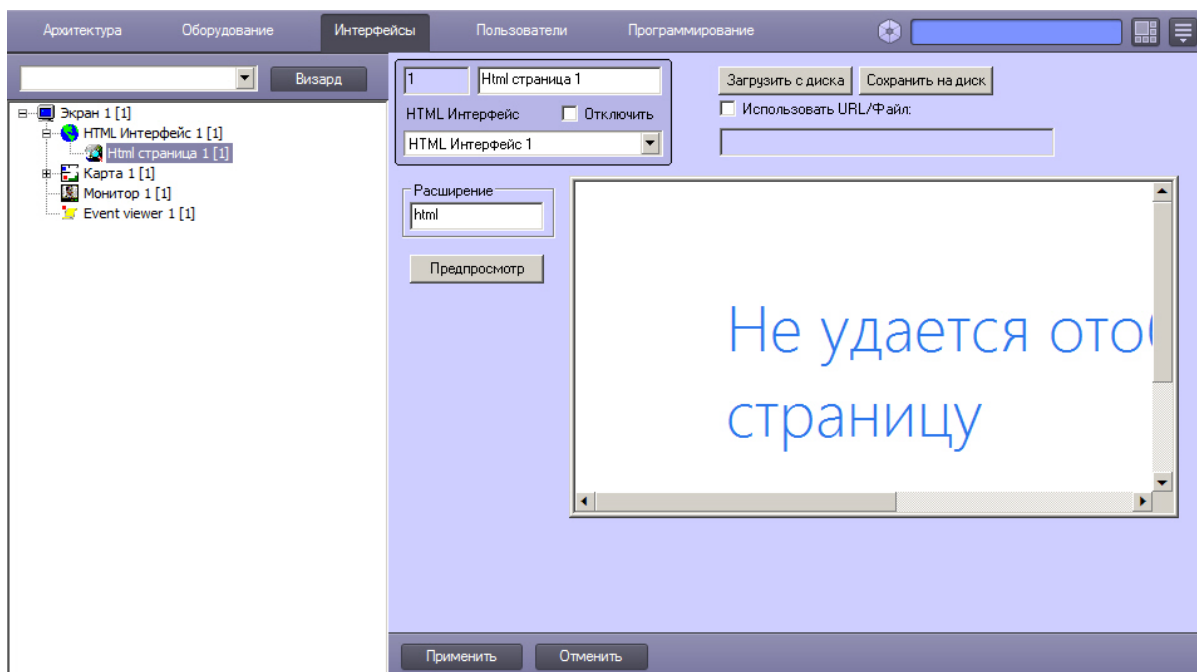 Архитектура Оборудование Интерфейсы Пользователи Программирование
Визард
Экран 1 [1]
HTML Интерфейс 1 [1]
Html страница 1 [1]
Карта 1 [1]
Монитор 1 [1]
Event viewer 1 [1]
1 Html страница 1
HTML Интерфейс Отключить
HTML Интерфейс 1
Загрузить с диска Сохранить на диск
Использовать URL/Файл:
Расширение
html
Предпросмотр
Не удается отоб
страницу
Применить Отменить